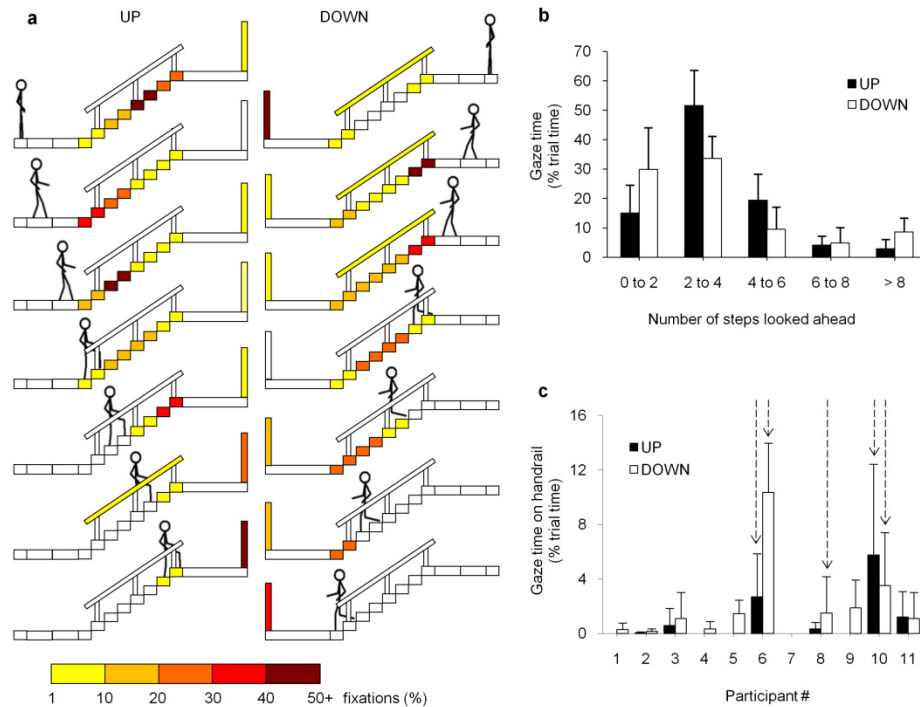 a
UP
DOWN
1
10
20
30
40
50+
fixations (%)
b
Gaze time
(% trial time)
70
60
50
40
30
20
10
0
UP
DOWN
0 to 2
2 to 4
4 to 6
6 to 8
> 8
Number of steps looked ahead
c
Gaze time on handrail
(% trial time)
16
12
8
4
0
UP
DOWN
1
2
3
4
5
6
7
8
9
10
11
Participant #